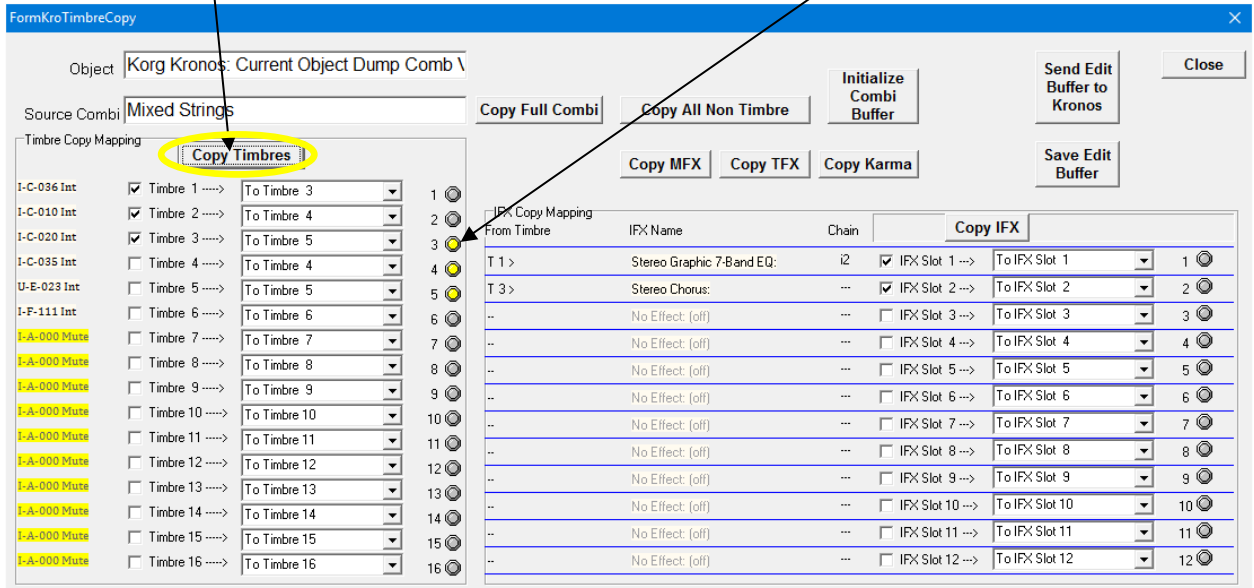 FormKroTimbreCopy
Object Korg Kronos: Current Object Dump Comb
Source Combi Mixed Strings
Copy Full Combi
Copy All Non Timbre
Initialize Combi Buffer
Send Edit Buffer to Kronos
Close
Timbre Copy Mapping
Copy Timbres
Copy MFX Copy TFX Copy Karma
Save Edit Buffer
I-C-036 Int Timbre 1 ----> To Timbre 3 1
I-C-010 Int Timbre 2 ----> To Timbre 4 2
I-C-020 Int Timbre 3 ----> To Timbre 5 3
I-C-035 Int Timbre 4 ----> To Timbre 4 4
U-E-023 Int Timbre 5 ----> To Timbre 5 5
I-F-111 Int Timbre 6 ----> To Timbre 6 6
I-A-000 Mute Timbre 7 ----> To Timbre 7 7
I-A-000 Mute Timbre 8 ----> To Timbre 8 8
I-A-000 Mute Timbre 9 ----> To Timbre 9 9
I-A-000 Mute Timbre 10 ----> To Timbre 10 10
I-A-000 Mute Timbre 11 ----> To Timbre 11 11
I-A-000 Mute Timbre 12 ----> To Timbre 12 12
I-A-000 Mute Timbre 13 ----> To Timbre 13 13
I-A-000 Mute Timbre 14 ----> To Timbre 14 14
I-A-000 Mute Timbre 15 ----> To Timbre 15 15
I-A-000 Mute Timbre 16 ----> To Timbre 16 16
IFX Copy Mapping
From Timbre IFX Name Chain Copy IFX
T 1 > Stereo Graphic 7-Band EQ: i2 IFX Slot 1 ---> To IFX Slot 1 1
T 3 > Stereo Chorus: --- IFX Slot 2 ---> To IFX Slot 2 2
-- No Effect: (off) --- IFX Slot 3 ---> To IFX Slot 3 3
-- No Effect: (off) --- IFX Slot 4 ---> To IFX Slot 4 4
-- No Effect: (off) --- IFX Slot 5 ---> To IFX Slot 5 5
-- No Effect: (off) --- IFX Slot 6 ---> To IFX Slot 6 6
-- No Effect: (off) --- IFX Slot 7 ---> To IFX Slot 7 7
-- No Effect: (off) --- IFX Slot 8 ---> To IFX Slot 8 8
-- No Effect: (off) --- IFX Slot 9 ---> To IFX Slot 9 9
-- No Effect: (off) --- IFX Slot 10 ---> To IFX Slot 10 10
-- No Effect: (off) --- IFX Slot 11 ---> To IFX Slot 11 11
-- No Effect: (off) --- IFX Slot 12 ---> To IFX Slot 12 12